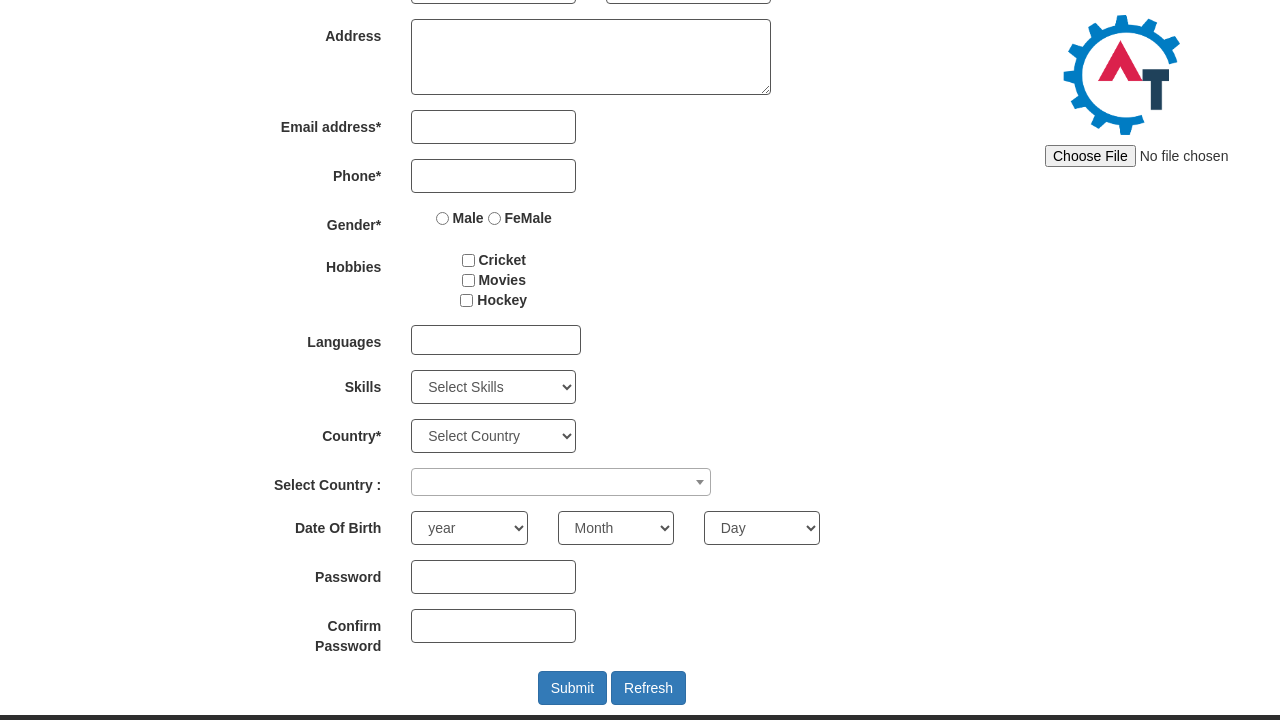 Address
Email address*
Phone*
Gender*
Male FeMale
Hobbies
Cricket
Movies
Hockey
Languages
Skills
Select Skills
Country*
Select Country
Select Country :
Date Of Birth
year Month Day
Password
Confirm
Password
Submit Refresh
AT
Choose File No file chosen